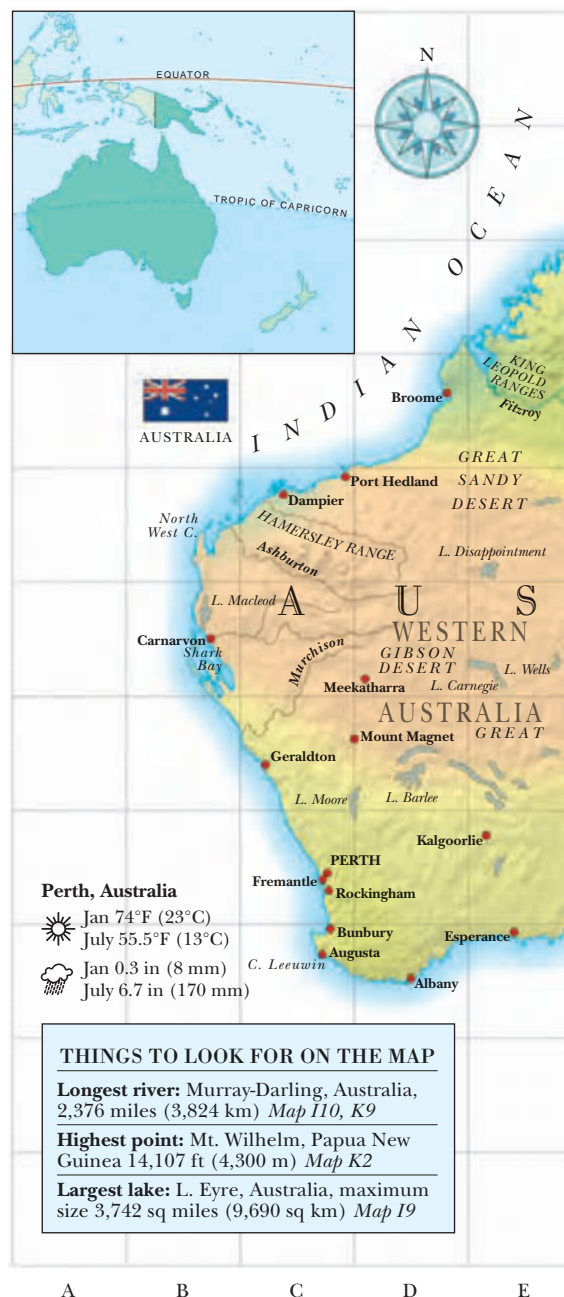 EQUATOR
TROPIC OF CAPRICORN
N
INDIAN OCEAN
AUSTRALIA
KING
LEOPOLD
RANGES
Fitzroy
Broome
GREAT
SANDY
DESERT
Port Hedland
Dampier
North
West C.
HAMERSLEY RANGE
Ashburton
L. Disappointment
L. Macleod
A U S
WESTERN
Carnarvon
Shark
Bay
Murchison
GIBSON
DESERT
L. Wells
Meekatharra
L. Carnegie
AUSTRALIA
GREAT
Mount Magnet
Geraldton
L. Moore
L. Barlee
Kalgoorlie
PERTH
Fremantle
Rockingham
Perth, Australia
Jan 74°F (23°C)
July 55.5°F (13°C)
Jan 0.3 in (8 mm)
July 6.7 in (170 mm)
Bunbury
Esperance
Augusta
C. Leeuwin
Albany
THINGS TO LOOK FOR ON THE MAP
Longest river: Murray-Darling, Australia,
2,376 miles (3,824 km) Map I10, K9
Highest point: Mt. Wilhelm, Papua New
Guinea 14,107 ft (4,300 m) Map K2
Largest lake: L. Eyre, Australia, maximum
size 3,742 sq miles (9,690 sq km) Map I9
A B C D E